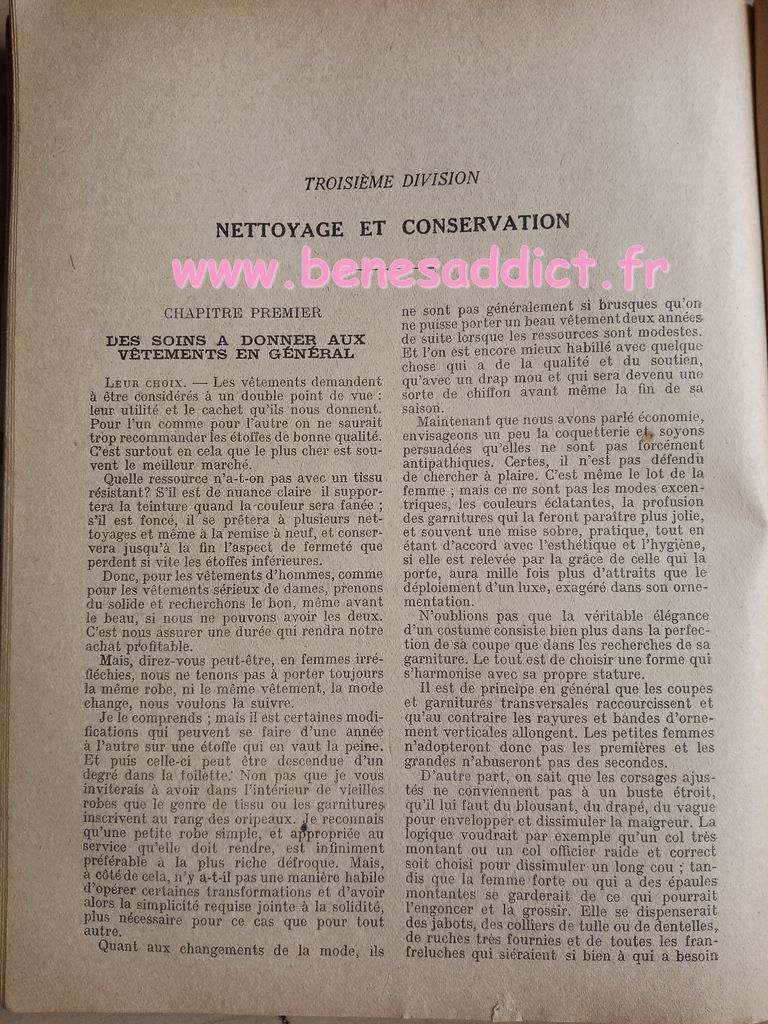 TROISIÈME DIVISION
NETTOYAGE ET CONSERVATION
www.benesaddict.fr
CHAPITRE PREMIER
DES SOINS A DONNER AUX
VÊTEMENTS EN GÉNÉRAL
LEUR CHOIX. — Les vêtements demandent
à être considérés à un double point de vue :
leur utilité et le cachet qu'ils nous donnent.
Pour l'un comme pour l'autre on ne saurait
trop recommander les étoffes de bonne qualité.
C'est surtout en cela que le plus cher est sou-
vent le meilleur marché.
Quelle ressource n'a-t-on pas avec un tissu
résistant? S'il est de nuance claire il suppor-
tera la teinture quand la couleur sera fanée ;
s'il est foncé, il se prêtera à plusieurs net-
toyages et même à la remise à neuf, et conser-
vera jusqu'à la fin l'aspect de fermeté que
perdent si vite les étoffes inférieures.
Donc, pour les vêtements d'hommes, comme
pour les vêtements sérieux de dames, prenons
du solide et recherchons le bon, même avant
le beau, si nous ne pouvons avoir les deux.
C'est nous assurer une durée qui rendra notre
achat profitable.
Mais, direz-vous peut-être, en femmes irré-
fléchies, nous ne tenons pas à porter toujours
la même robe, ni le même vêtement, la mode
change, nous voulons la suivre.
Je le comprends ; mais il est certaines modi-
fications qui peuvent se faire d'une année
à l'autre sur une étoffe qui en vaut la peine.
Et puis celle-ci peut être descendue d'un
degré dans la toilette. Non pas que je vous
inviterais à avoir dans l'intérieur de vieilles
robes que le genre de tissu ou les garnitures
inscrivent au rang des oripeaux. Je reconnais
qu'une petite robe simple, et appropriée au
service qu'elle doit rendre, est infiniment
préférable à la plus riche défroque. Mais,
à côté de cela, n'y a-t-il pas une manière habile
d'opérer certaines transformations et d'avoir
alors la simplicité requise jointe à la solidité,
plus nécessaire pour ce cas que pour tout
autre.
Quant aux changements de la mode, ils
ne sont pas généralement si brusques qu'on
ne puisse porter un beau vêtement deux années
de suite lorsque les ressources sont modestes.
Et l'on est encore mieux habillé avec quelque
chose qui a de la qualité et du soutien,
qu'avec un drap mou et qui sera devenu une
sorte de chiffon avant même la fin de sa
saison.
Maintenant que nous avons parlé économie,
envisageons un peu la coquetterie et, soyons
persuadées qu'elles ne sont pas forcément
antipathiques. Certes, il n'est pas défendu
de chercher à plaire. C'est même le lot de la
femme ; mais ce ne sont pas les modes excen-
triques, les couleurs éclatantes, la profusion
des garnitures qui la feront paraître plus jolie,
et souvent une mise sobre, pratique, tout en
étant d'accord avec l'esthétique et l'hygiène,
si elle est relevée par la grâce de celle qui la
porte, aura mille fois plus d'attraits que le
déploiement d'un luxe, exagéré dans son orne-
mentation.
N'oublions pas que la véritable élégance
d'un costume consiste bien plus dans la perfec-
tion de sa coupe que dans les recherches de sa
garniture. Le tout est de choisir une forme qui
s'harmonise avec sa propre stature.
Il est de principe en général que les coupes
et garnitures transversales raccourcissent et
qu'au contraire les rayures et bandes d'orne-
ment verticales allongent. Les petites femmes
n'adopteront donc pas les premières et les
grandes n'abuseront pas des secondes.
D'autre part, on sait que les corsages ajus-
tés ne conviennent pas à un buste étroit,
qu'il lui faut du blousant, du drapé, du vague
pour envelopper et dissimuler la maigreur. La
logique voudrait par exemple qu'un col très
montant ou un col officier raide et correct
soit choisi pour dissimuler un long cou ; tan-
dis que la femme forte ou qui a des épaules
montantes se garderait de ce qui pourrait
l'engoncer et la grossir. Elle se dispenserait
des jabots, des colliers de tulle ou de dentelles,
de ruches très fournies et de toutes les fran-
freluches qui siéraient si bien à qui a besoin